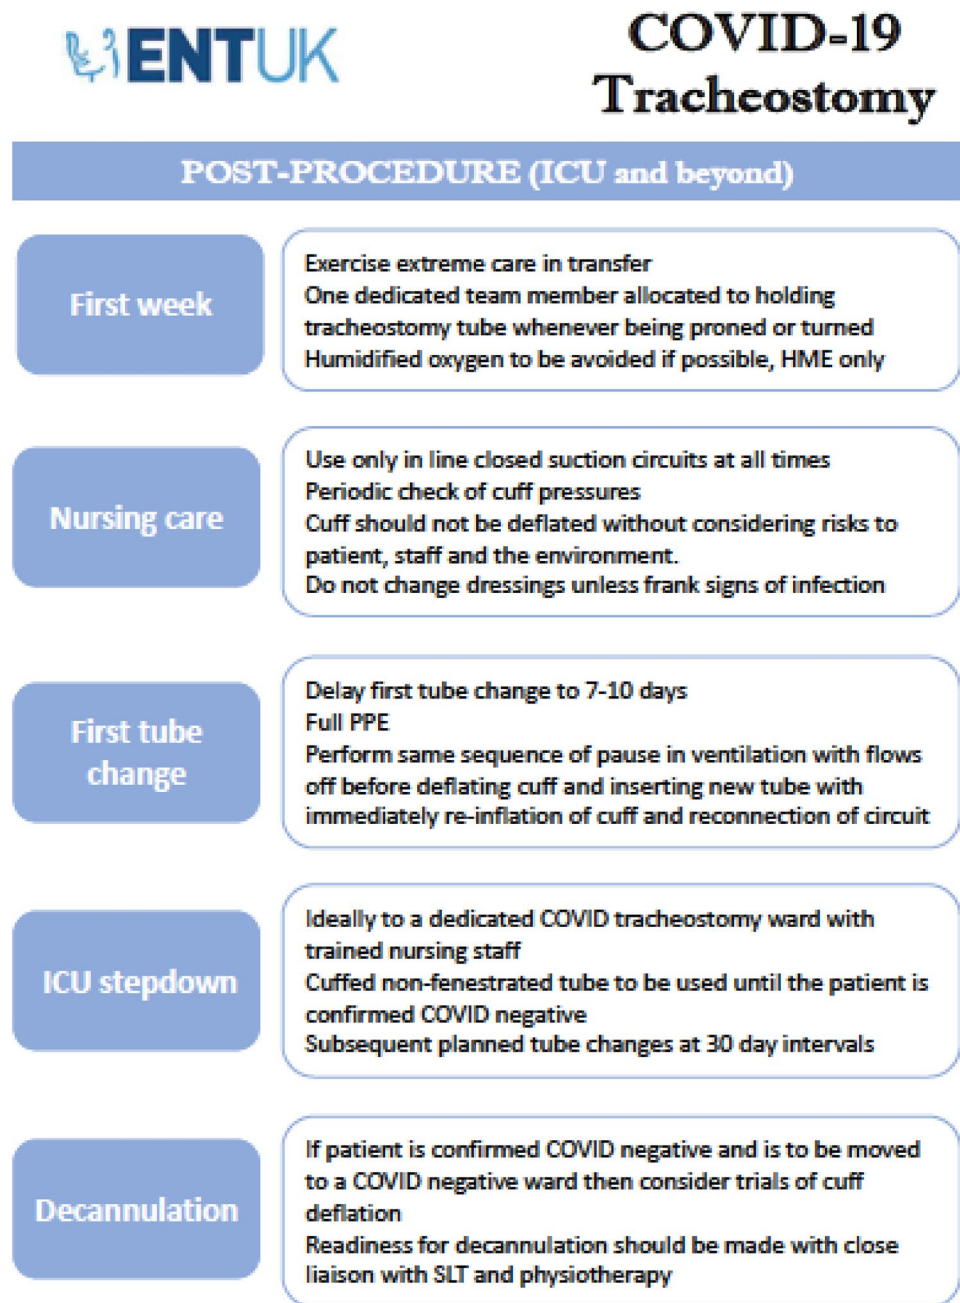 ENTUK
COVID-19
Tracheostomy
POST-PROCEDURE (ICU and beyond)
First week
Exercise extreme care in transfer
One dedicated team member allocated to holding
tracheostomy tube whenever being proned or turned
Humidified oxygen to be avoided if possible, HME only
Nursing care
Use only in line closed suction circuits at all times
Periodic check of cuff pressures
Cuff should not be deflated without considering risks to
patient, staff and the environment.
Do not change dressings unless frank signs of infection
First tube
change
Delay first tube change to 7-10 days
Full PPE
Perform same sequence of pause in ventilation with flows
off before deflating cuff and inserting new tube with
immediately re-inflation of cuff and reconnection of circuit
ICU stepdown
Ideally to a dedicated COVID tracheostomy ward with
trained nursing staff
Cuffed non-fenestrated tube to be used until the patient is
confirmed COVID negative
Subsequent planned tube changes at 30 day intervals
Decannulation
If patient is confirmed COVID negative and is to be moved
to a COVID negative ward then consider trials of cuff
deflation
Readiness for decannulation should be made with close
liaison with SLT and physiotherapy